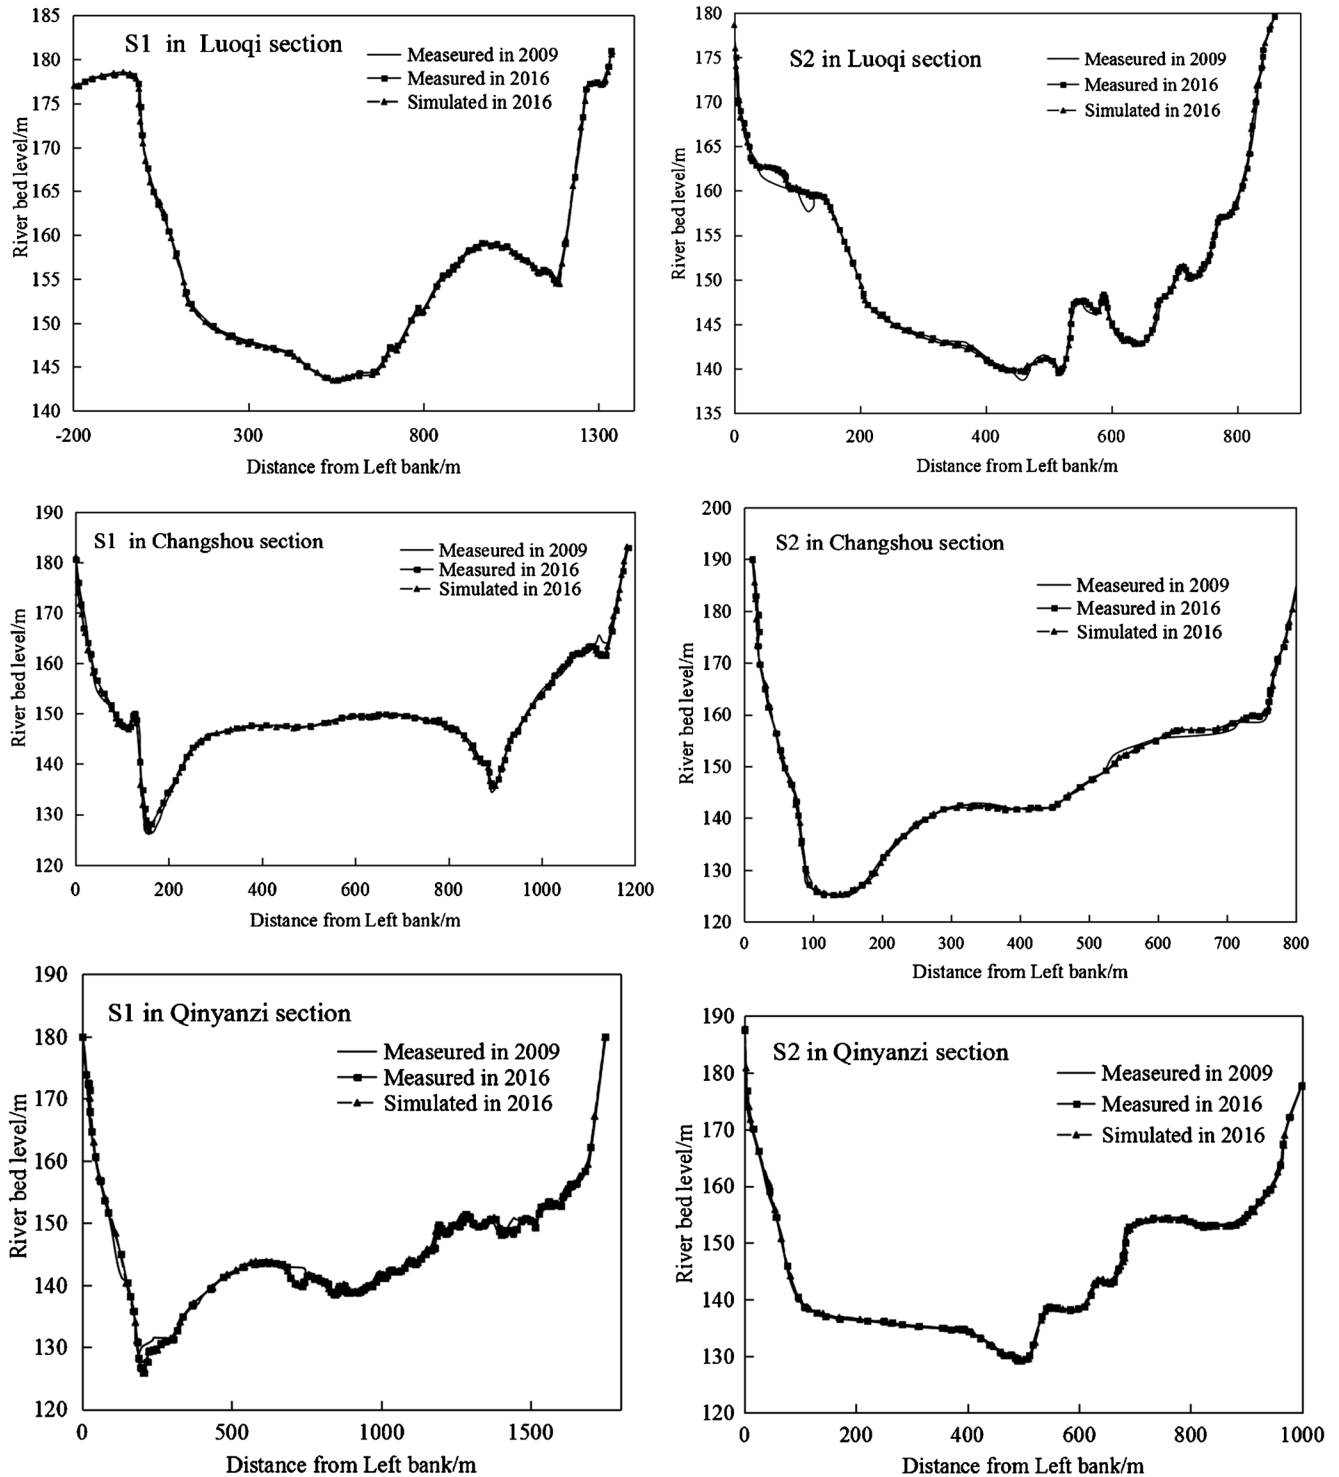 S1 in Luoqi section
Measeured in 2009
Measured in 2016
Simulated in 2016
River bed level/m
185
180
175
170
165
160
155
150
145
140
-200
300
800
1300
Distance from Left bank/m
S2 in Luoqi section
Measeured in 2009
Measured in 2016
Simulated in 2016
River bed level/m
180
175
170
165
160
155
150
145
140
135
0
200
400
600
800
Distance from Left bank/m
S1 in Changshou section
Measeured in 2009
Measured in 2016
Simulated in 2016
River bed level/m
190
180
170
160
150
140
130
120
0
200
400
600
800
1000
1200
Distance from Left bank/m
S2 in Changshou section
Measeured in 2009
Measured in 2016
Simulated in 2016
River bed level/m
200
190
180
170
160
150
140
130
120
0
100
200
300
400
500
600
700
800
Distance from Left bank/m
S1 in Qinyanzi section
Measeured in 2009
Measured in 2016
Simulated in 2016
River bed level/m
190
180
170
160
150
140
130
120
0
500
1000
1500
Distance from Left bank/m
S2 in Qinyanzi section
Measeured in 2009
Measured in 2016
Simulated in 2016
River bed level/m
190
180
170
160
150
140
130
120
0
200
400
600
800
1000
Distance from Left bank/m